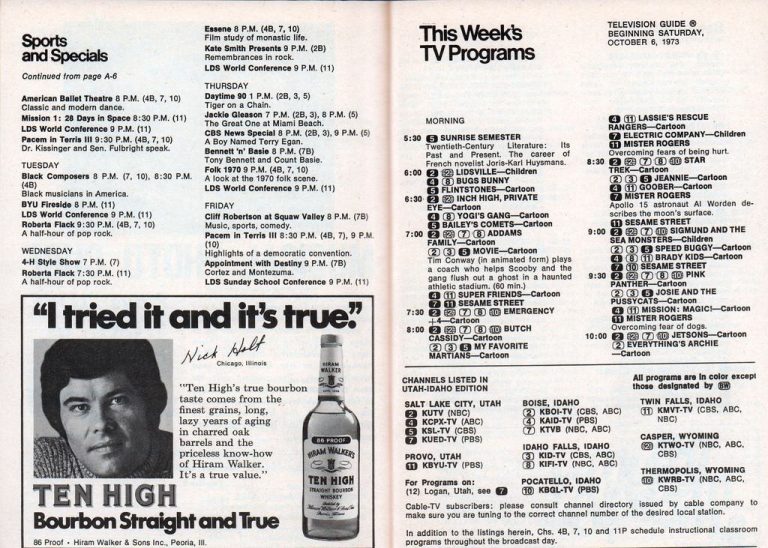 Sports
and Specials
Continued from page A-6
American Ballet Theatre 8 P.M. (4B, 7, 10)
Classic and modern dance.
Mission 1: 28 Days in Space 8:30 P.M. (11)
LDS World Conference 9 P.M. (11)
Pacem in Terris III 9:30 P.M. (4B, 7, 10)
Dr. Kissinger and Sen. Fulbright speak.
TUESDAY
Black Composers 8 P.M. (7, 10), 8:30 P.M.
(4B)
Black musicians in America.
BYU Fireside 8 P.M. (11)
LDS World Conference 9 P.M. (11)
Roberta Flack 9:30 P.M. (4B, 7, 10)
A half-hour of pop rock.
WEDNESDAY
4-H Style Show 7 P.M. (7)
Roberta Flack 7:30 P.M. (11)
A half-hour of pop rock.
Essene 8 P.M. (4B, 7, 10)
Film study of monastic life.
Kate Smith Presents 9 P.M. (2B)
Remembrances in rock.
LDS World Conference 9 P.M. (11)
THURSDAY
Daytime 90 1 P.M. (2B, 3, 5)
Tiger on a Chain.
Jackie Gleason 7 P.M. (2B, 3), 8 P.M. (5)
The Great One at Miami Beach.
CBS News Special 8 P.M. (2B, 3), 9 P.M. (5)
A Boy Named Terry Egan.
Bennett 'n' Basie 8 P.M. (7B)
Tony Bennett and Count Basie.
Folk 1970 9 P.M. (4B, 7, 10)
A look at the 1970 folk scene.
LDS World Conference 9 P.M. (11)
FRIDAY
Cliff Robertson at Squaw Valley 8 P.M. (7B)
Music, sports, comedy.
Pacem in Terris III 8:30 P.M. (4B, 7), 9 P.M.
(10)
Highlights of a democratic convention.
Appointment with Destiny 9 P.M. (7B)
Cortez and Montezuma.
LDS Sunday School Conference 9 P.M. (11)
"I tried it and it's true."
Nick Holt
Chicago, Illinois
"Ten High's true bourbon
taste comes from the
finest grains, long,
lazy years of aging
in charred oak
barrels and the
priceless know-how
of Hiram Walker.
It's a true value."
HIRAM
WALKER
86 PROOF
HIRAM WALKER'S
TEN HIGH
STRAIGHT BOURBON
WHISKEY
TEN HIGH
Bourbon Straight and True
86 Proof • Hiram Walker & Sons Inc., Peoria, Ill.
This Week's
TV Programs
TELEVISION GUIDE ®
BEGINNING SATURDAY,
OCTOBER 6, 1973
MORNING
5:30 5 SUNRISE SEMESTER
Twentieth-Century Literature: Its
Past and Present. The career of
French novelist Joris-Karl Huysmans.
6:00 2 7 8 LIDSVILLE—Children
4 8 BUGS BUNNY
5 FLINTSTONES—Cartoon
6:30 2 INCH HIGH, PRIVATE
EYE—Cartoon
4 8 YOGI'S GANG—Cartoon
5 BAILEY'S COMETS—Cartoon
7:00 2 7 8 ADDAMS
FAMILY—Cartoon
2 3 5 MOVIE—Cartoon
Tim Conway (in animated form) plays
a coach who helps Scooby and the
gang flush out a ghost in a haunted
athletic stadium. (60 min.)
4 11 SUPER FRIENDS—Cartoon
7 11 SESAME STREET
7:30 2 7 8 EMERGENCY
+4—Cartoon
8:00 2 7 8 BUTCH
CASSIDY—Cartoon
2 3 5 MY FAVORITE
MARTIANS—Cartoon
4 11 LASSIE'S RESCUE
RANGERS—Cartoon
7 ELECTRIC COMPANY—Children
11 MISTER ROGERS
Overcoming fears of being hurt.
8:30 2 7 8 STAR
TREK—Cartoon
2 3 5 JEANNIE—Cartoon
4 11 GOOBER—Cartoon
7 MISTER ROGERS
Apollo 15 astronaut Al Worden de-
scribes the moon's surface.
11 SESAME STREET
9:00 2 7 8 SIGMUND AND THE
SEA MONSTERS—Children
2 3 5 SPEED BUGGY—Cartoon
4 8 11 BRADY KIDS—Cartoon
7 10 SESAME STREET
9:30 2 7 8 PINK
PANTHER—Cartoon
2 3 5 JOSIE AND THE
PUSSYCATS—Cartoon
4 11 MISSION: MAGIC!—Cartoon
11 MISTER ROGERS
Overcoming fear of dogs.
10:00 2 7 JETSONS—Cartoon
2 EVERYTHING'S ARCHIE
—Cartoon
CHANNELS LISTED IN
UTAH-IDAHO EDITION
All programs are in color except
those designated by BW
SALT LAKE CITY, UTAH
2 KUTV (NBC)
4 KCPX-TV (ABC)
5 KSL-TV (CBS)
7 KUED-TV (PBS)
PROVO, UTAH
11 KBYU-TV (PBS)
For Programs on:
(12) Logan, Utah, see 7
BOISE, IDAHO
2 KBOI-TV (CBS, ABC)
4 KAID-TV (PBS)
7 KTVB (NBC, ABC)
IDAHO FALLS, IDAHO
3 KID-TV (CBS, ABC)
8 KIFI-TV (NBC, ABC)
POCATELLO, IDAHO
10 KBGL-TV (PBS)
TWIN FALLS, IDAHO
11 KMVT-TV (CBS, ABC,
NBC)
CASPER, WYOMING
KTWO-TV (NBC, ABC,
CBS)
THERMOPOLIS, WYOMING
KWRB-TV (NBC, ABC,
CBS)
Cable-TV subscribers: please consult channel directory issued by cable company to
make sure you are tuning to the correct channel number of the desired local station.
In addition to the listings herein, Chs. 4B, 7, 10 and 11P schedule instructional classroom
programs throughout the broadcast day.